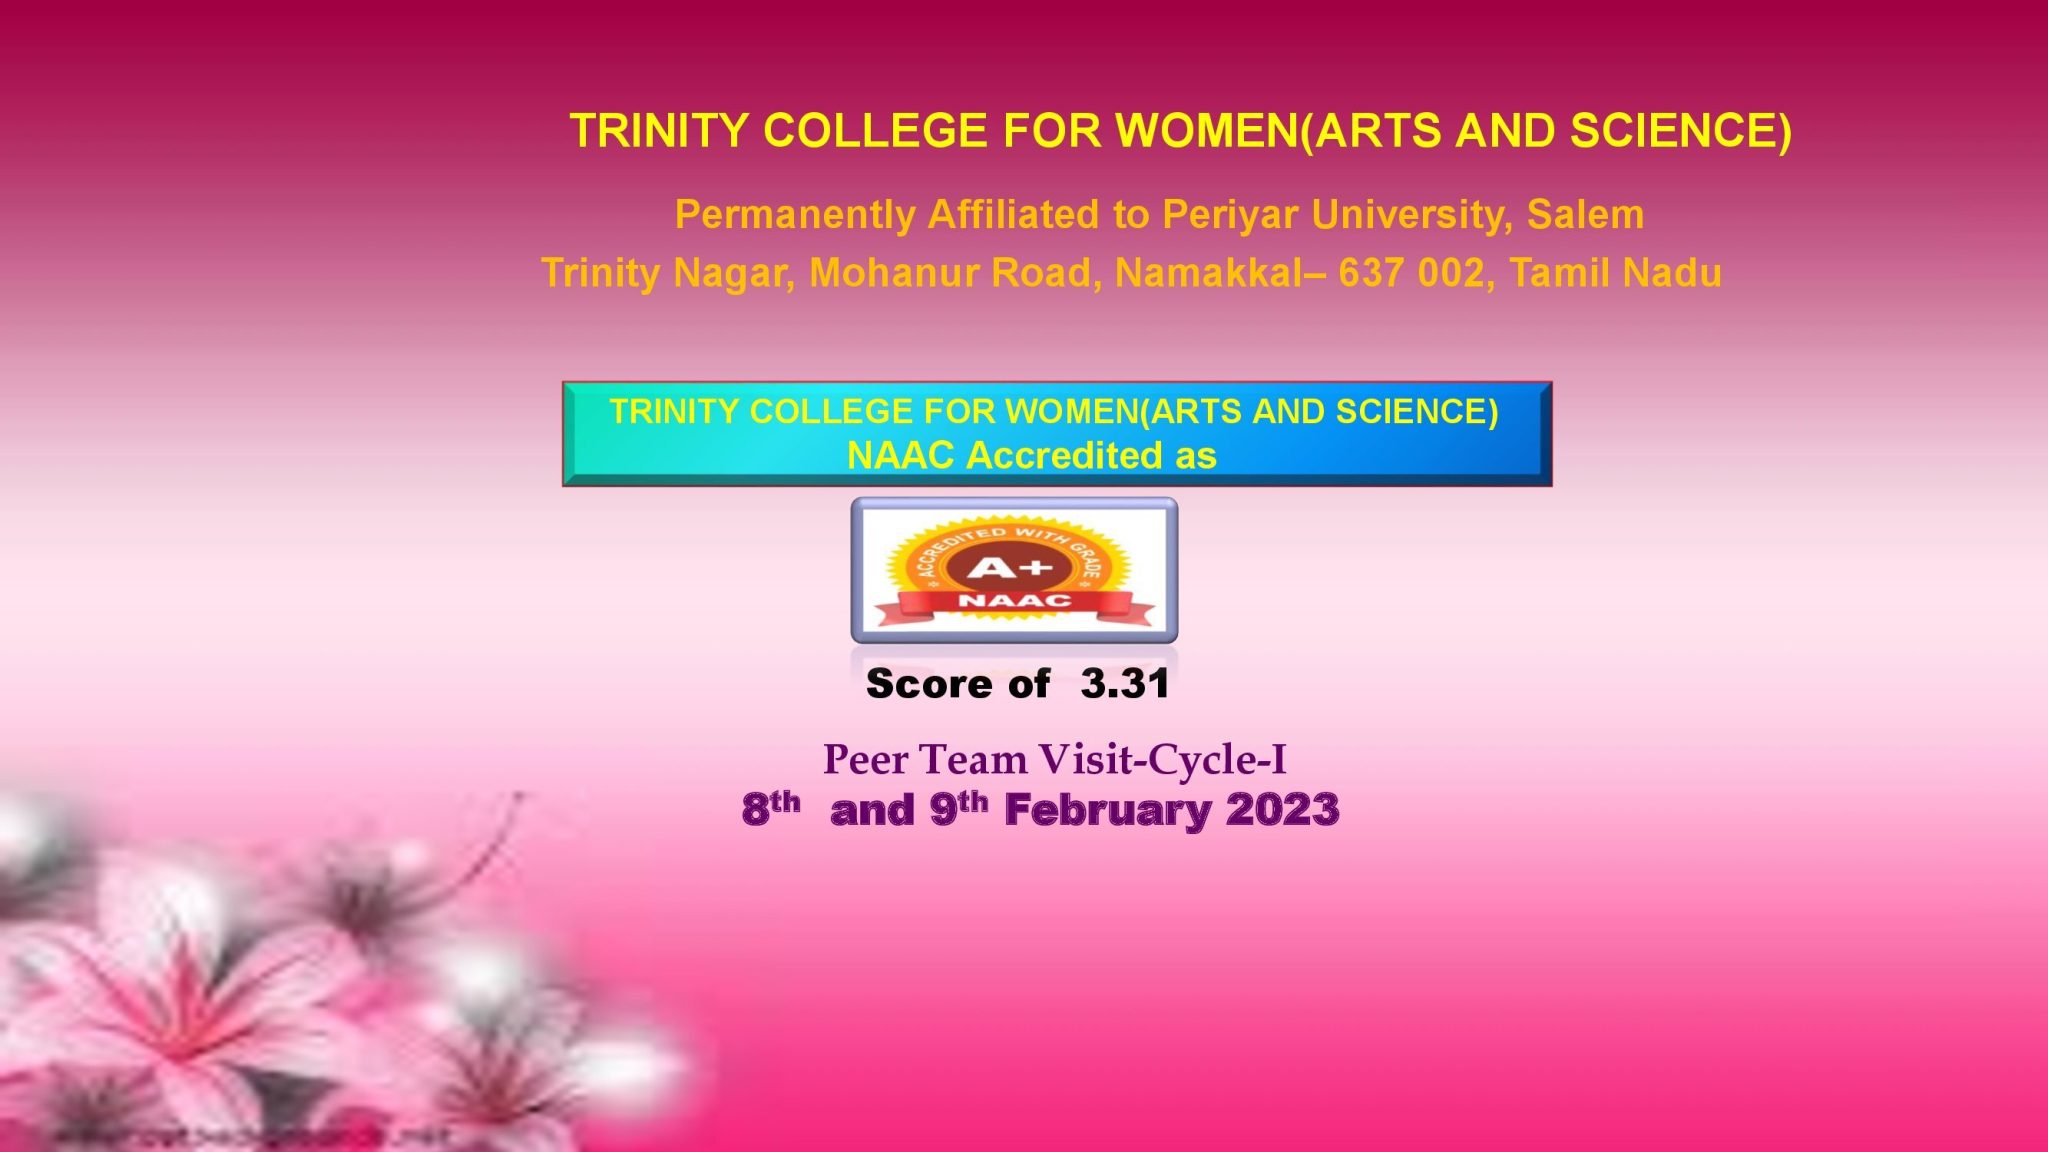 TRINITY COLLEGE FOR WOMEN(ARTS AND SCIENCE)
Permanently Affiliated to Periyar University, Salem
Trinity Nagar, Mohanur Road, Namakkal– 637 002, Tamil Nadu
TRINITY COLLEGE FOR WOMEN(ARTS AND SCIENCE)
NAAC Accredited as
ACCREDITED WITH GRADE
A+
NAAC
Score of 3.31
Peer Team Visit-Cycle-I
8th and 9th February 2023